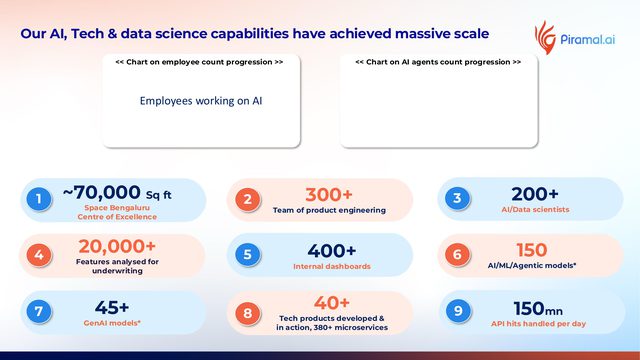 Our AI, Tech & data science capabilities have achieved massive scale
Piramal.ai
<< Chart on employee count progression >>
<< Chart on AI agents count progression >>
Employees working on AI
1
~70,000 Sq ft
Space Bengaluru
Centre of Excellence
2
300+
Team of product engineering
3
200+
AI/Data scientists
4
20,000+
Features analysed for
underwriting
5
400+
Internal dashboards
6
150
AI/ML/Agentic models*
7
45+
GenAI models*
8
40+
Tech products developed &
in action, 380+ microservices
9
150mn
API hits handled per day